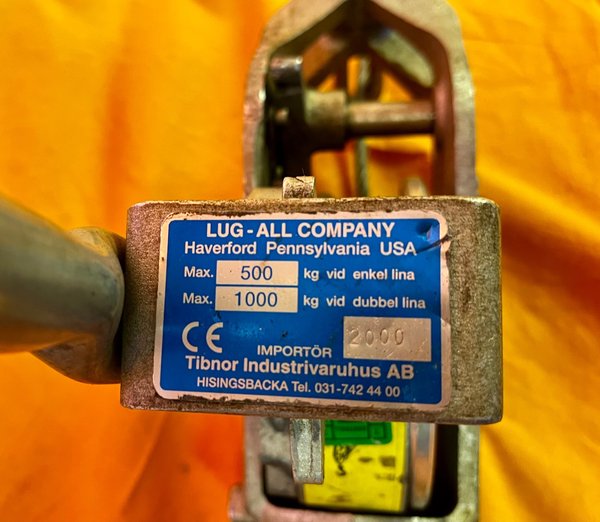 LUG-ALL COMPANY
Haverford Pennsylvania USA
Max. 500 kg vid enkel lina
Max. 1000 kg vid dubbel lina
CE
2000
IMPORTÖR
Tibnor Industrivaruhus AB
HISINGSBACKA Tel. 031-742 44 00